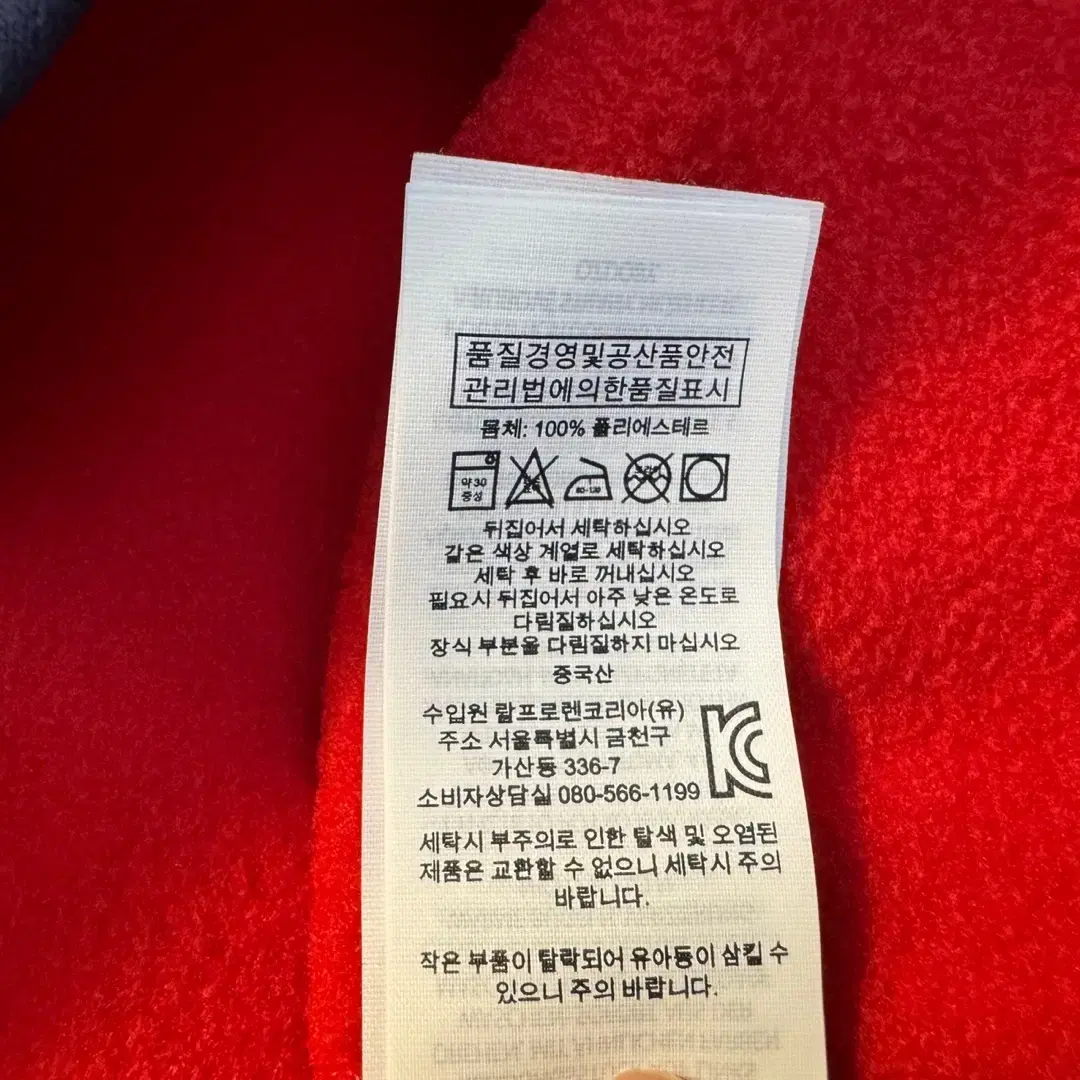 품질경영및공산품안전
관리법에의한품질표시
몸체: 100% 폴리에스테르
약 30
중성
80~120
뒤집어서 세탁하십시오
같은 색상 계열로 세탁하십시오
세탁 후 바로 꺼내십시오
필요시 뒤집어서 아주 낮은 온도로
다림질하십시오
장식 부분을 다림질하지 마십시오
중국산
수입원 랄프로렌코리아(유)
주소 서울특별시 금천구
가산동 336-7
소비자상담실 080-566-1199
세탁시 부주의로 인한 탈색 및 오염된
제품은 교환할 수 없으니 세탁시 주의
바랍니다.
작은 부품이 탈락되어 유아동이 삼킬 수
있으니 주의 바랍니다.